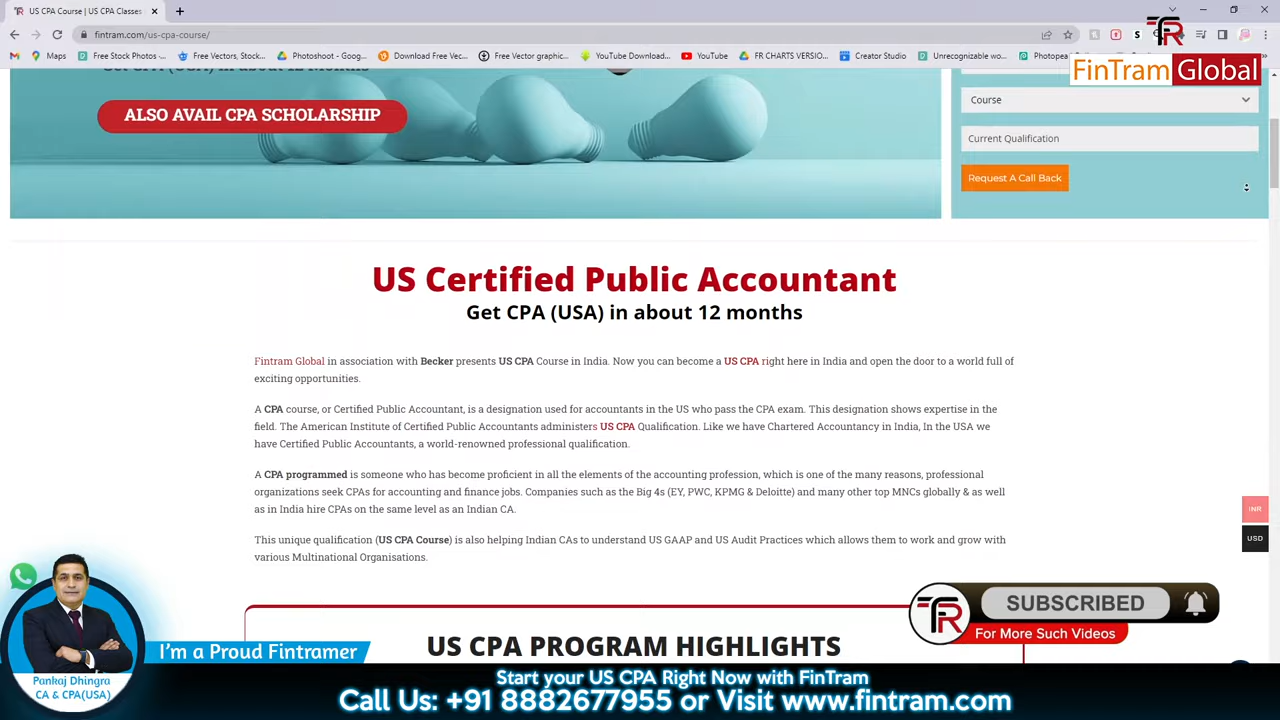 US CPA Course | US CPA Classes
fintram.com/us-cpa-course/
Maps
Free Stock Photos -...
Free Vectors, Stock...
Photoshoot - Goog...
Download Free Vec...
Free Vector graphic...
YouTube Download...
YouTube
FR CHARTS VERSIO...
Creator Studio
Unrecognizable wo...
Photopea
FinTram Global
Get CPA (USA) in about 12 Months
ALSO AVAIL CPA SCHOLARSHIP
Course
Current Qualification
Request A Call Back
US Certified Public Accountant
Get CPA (USA) in about 12 months
Fintram Global in association with Becker presents US CPA Course in India. Now you can become a US CPA right here in India and open the door to a world full of
exciting opportunities.
A CPA course, or Certified Public Accountant, is a designation used for accountants in the US who pass the CPA exam. This designation shows expertise in the
field. The American Institute of Certified Public Accountants administers US CPA Qualification. Like we have Chartered Accountancy in India, In the USA we
have Certified Public Accountants, a world-renowned professional qualification.
A CPA programmed is someone who has become proficient in all the elements of the accounting profession, which is one of the many reasons, professional
organizations seek CPAs for accounting and finance jobs. Companies such as the Big 4s (EY, PWC, KPMG & Deloitte) and many other top MNCs globally & as well
as in India hire CPAs on the same level as an Indian CA.
This unique qualification (US CPA Course) is also helping Indian CAs to understand US GAAP and US Audit Practices which allows them to work and grow with
various Multinational Organisations.
INR
USD
US CPA PROGRAM HIGHLIGHTS
SUBSCRIBED
For More Such Videos
I'm a Proud Fintramer
Pankaj Dhingra
CA & CPA(USA)
Start your US CPA Right Now with FinTram
Call Us: +91 8882677955 or Visit www.fintram.com